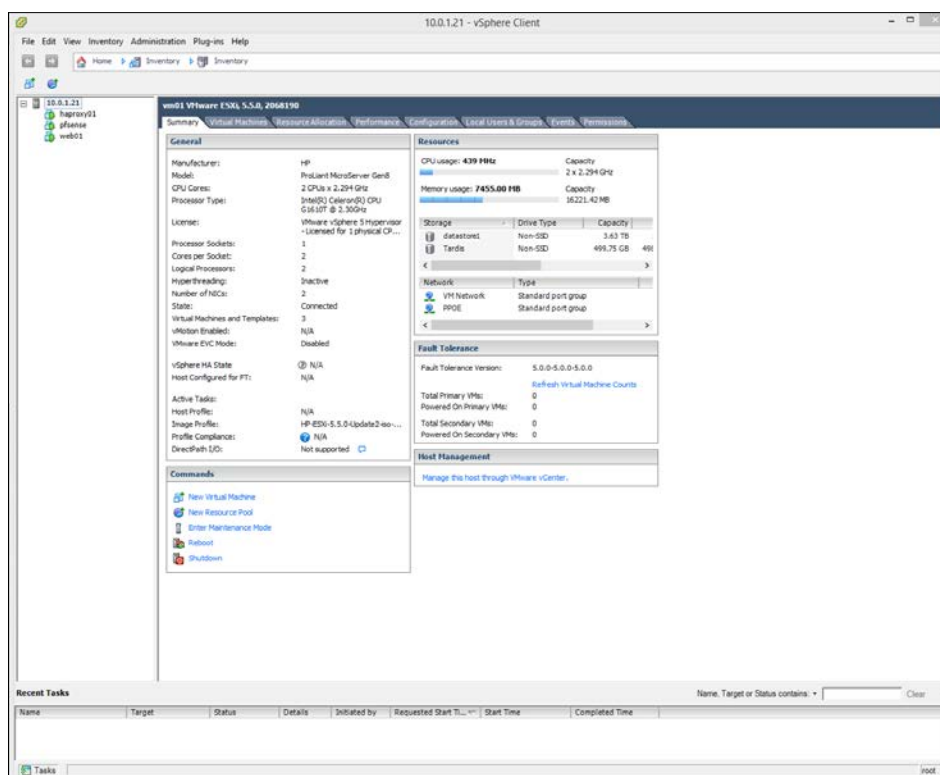 10.0.1.21 - vSphere Client
File Edit View Inventory Administration Plug-ins Help
Home Inventory Inventory
10.0.1.21
haproxy01
pfsense
web01
vm01 VMware ESXi, 5.5.0, 2068190
Summary Virtual Machines Resource Allocation Performance Configuration Local Users & Groups Events Permissions
General
Manufacturer: HP
Model: ProLiant MicroServer Gen8
CPU Cores: 2 CPUs x 2.294 GHz
Processor Type: Intel(R) Celeron(R) CPU
G1610T @ 2.30GHz
License: VMware vSphere 5 Hypervisor
- Licensed for 1 physical CP...
Processor Sockets: 1
Cores per Socket: 2
Logical Processors: 2
Hyperthreading: Inactive
Number of NICs: 2
State: Connected
Virtual Machines and Templates: 3
vMotion Enabled: N/A
VMware EVC Mode: Disabled
vSphere HA State N/A
Host Configured for FT: N/A
Active Tasks:
Host Profile: N/A
Image Profile: HP-ESXi-5.5.0-Update2-iso-...
Profile Compliance: N/A
DirectPath I/O: Not supported
Commands
New Virtual Machine
New Resource Pool
Enter Maintenance Mode
Reboot
Shutdown
Resources
CPU usage: 439 MHz Capacity
2 x 2.294 GHz
Memory usage: 7455.00 MB Capacity
16221.42 MB
Storage Drive Type Capacity
datastore1 Non-SSD 3.63 TB
Tardis Non-SSD 499.75 GB
Network Type
VM Network Standard port group
PPOE Standard port group
Fault Tolerance
Fault Tolerance Version: 5.0.0-5.0.0-5.0.0
Refresh Virtual Machine Counts
Total Primary VMs: 0
Powered On Primary VMs: 0
Total Secondary VMs: 0
Powered On Secondary VMs: 0
Host Management
Manage this host through VMware vCenter.
Recent Tasks Name, Target or Status contains: Clear
Name Target Status Details Initiated by Requested Start Ti... Start Time Completed Time
Tasks root